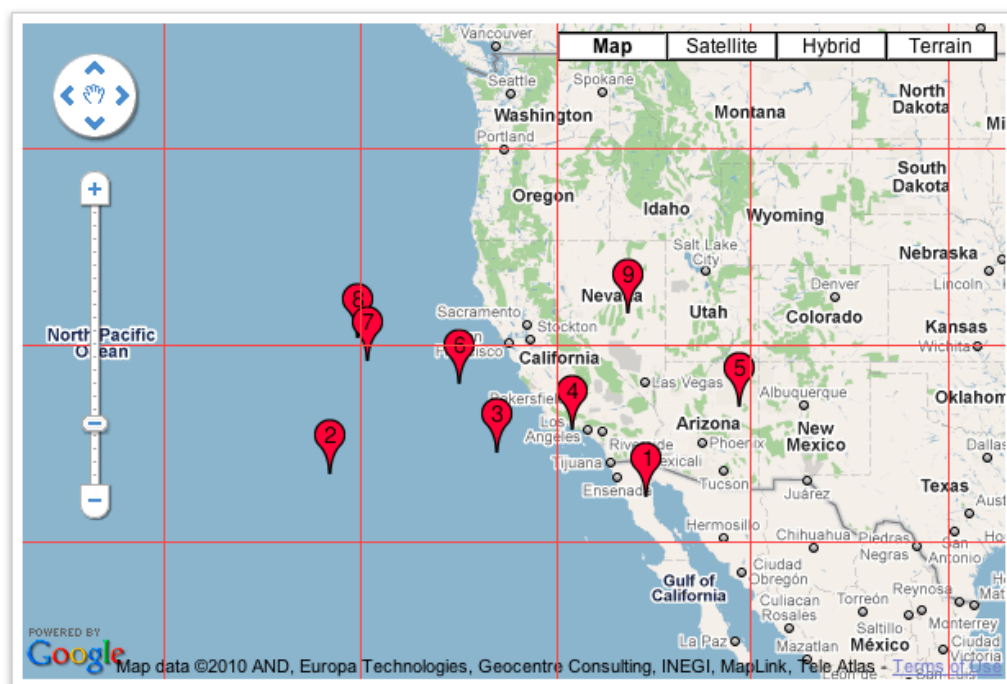 Vancouver
Map Satellite Hybrid Terrain
Seattle
Spokane
Washington
Montana
North
Dakota
Portland
South
Dakota
Oregon
Idaho
Wyoming
Salt Lake
City
Nebraska
Lincoln
9
Nevada
8
7
Denver
Utah
Colorado
Sacramento
Stockton
North Pacific
Ocean
6
California
Kansas
Wichita
5
Las Vegas
4
Albuquerque
3
Los
Angeles
Arizona
New
Mexico
2
Phoenix
1
Tijuana
Ensenada
Tucson
Juárez
Texas
Hermosillo
Chihuahua
Piedras
Negras
San
Antonio
Ciudad
Obregón
Gulf of
California
Culiacan
Rosales
Torreón
Reynosa
Saltillo
Monterrey
La Paz
Mazatlan
México
Ciudad
Victoria
POWERED BY
Google
Map data ©2010 AND, Europa Technologies, Geocentre Consulting, INEGI, MapLink, Tele Atlas - Terms of Use